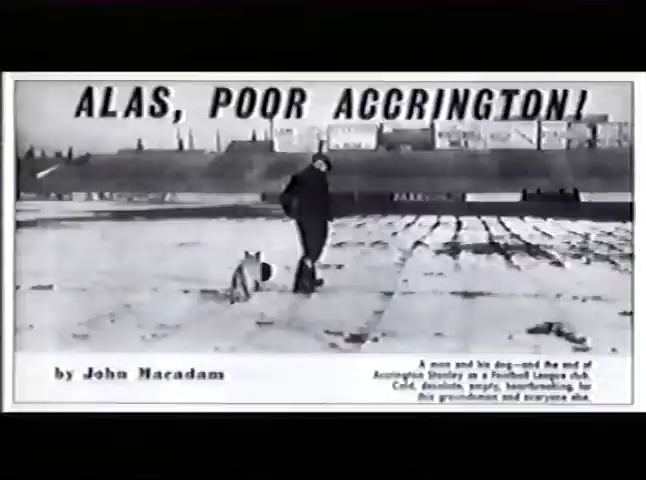 ALAS, POOR ACCRINGTON!
by John Macadam
A man and his dog—and the end of
Accrington Stanley as a Football League club.
Cold, desolate, empty, heartbreaking, for
this groundsman and everyone else.